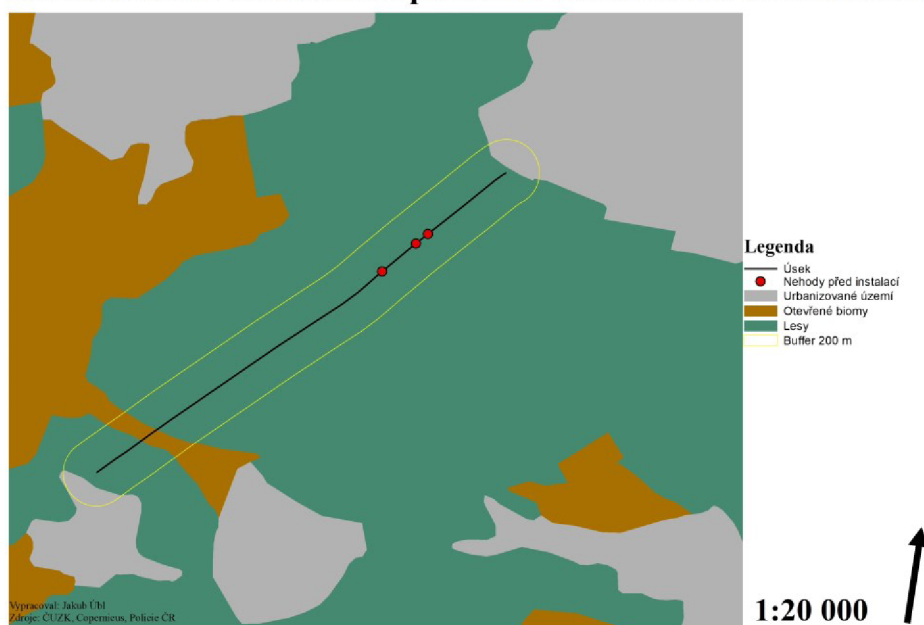 Legenda
Úsek
Nehody před instalací
Urbanizované území
Otevřené biomy
Lesy
Buffer 200 m
Vypracoval: Jakub Úbl
Zdroje: ČUZK, Copernicus, Policie ČR
1:20 000